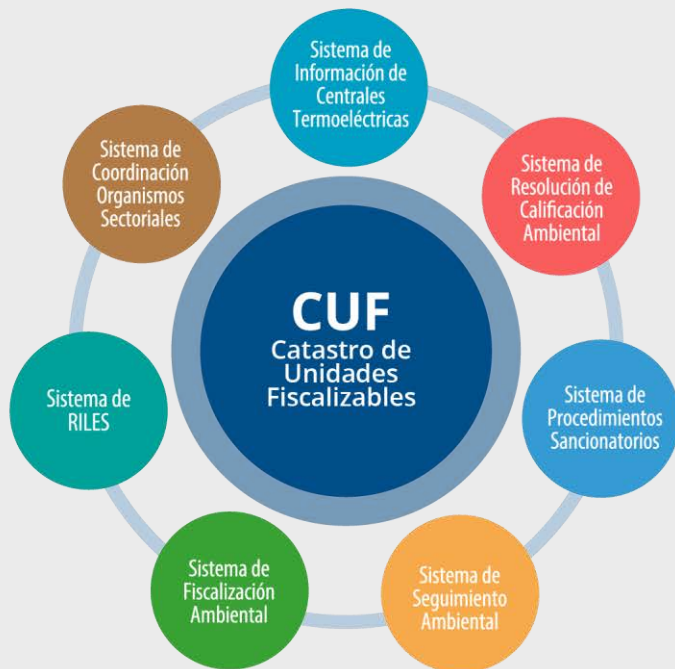 Sistema de
Información de
Centrales
Termoeléctricas
Sistema de
Resolución de
Calificación
Ambiental
Sistema de
Procedimientos
Sancionatorios
Sistema de
Seguimiento
Ambiental
Sistema de
Fiscalización
Ambiental
Sistema de
RILES
Sistema de
Coordinación
Organismos
Sectoriales
CUF
Catastro de
Unidades
Fiscalizables